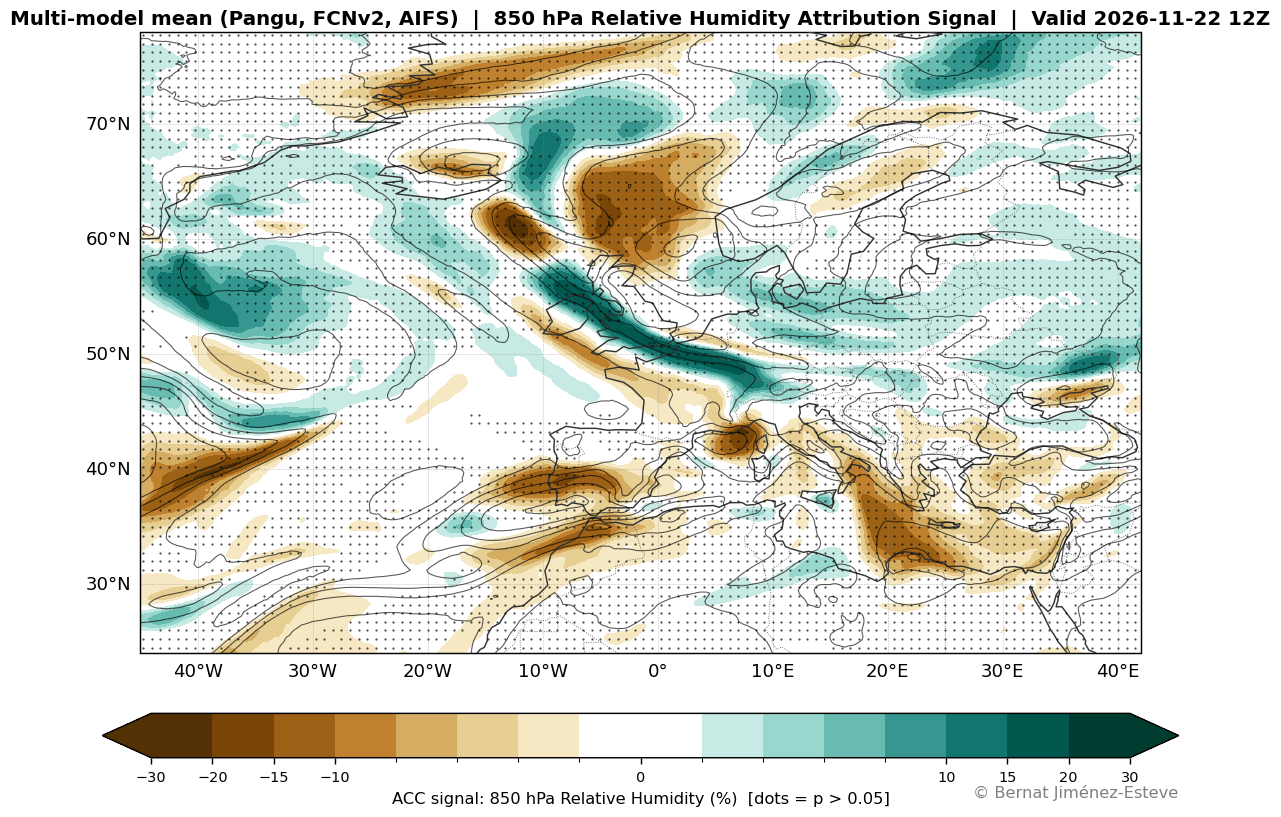 Multi-model mean (Pangu, FCNv2, AIFS)  |  850 hPa Relative Humidity Attribution Signal  |  Valid 2026-11-22 12Z
70°N
60°N
50°N
40°N
30°N
40°W 30°W 20°W 10°W 0° 10°E 20°E 30°E 40°E
−30 −20 −15 −10 0 10 15 20 30
ACC signal: 850 hPa Relative Humidity (%)  [dots = p > 0.05]
© Bernat Jiménez-Esteve